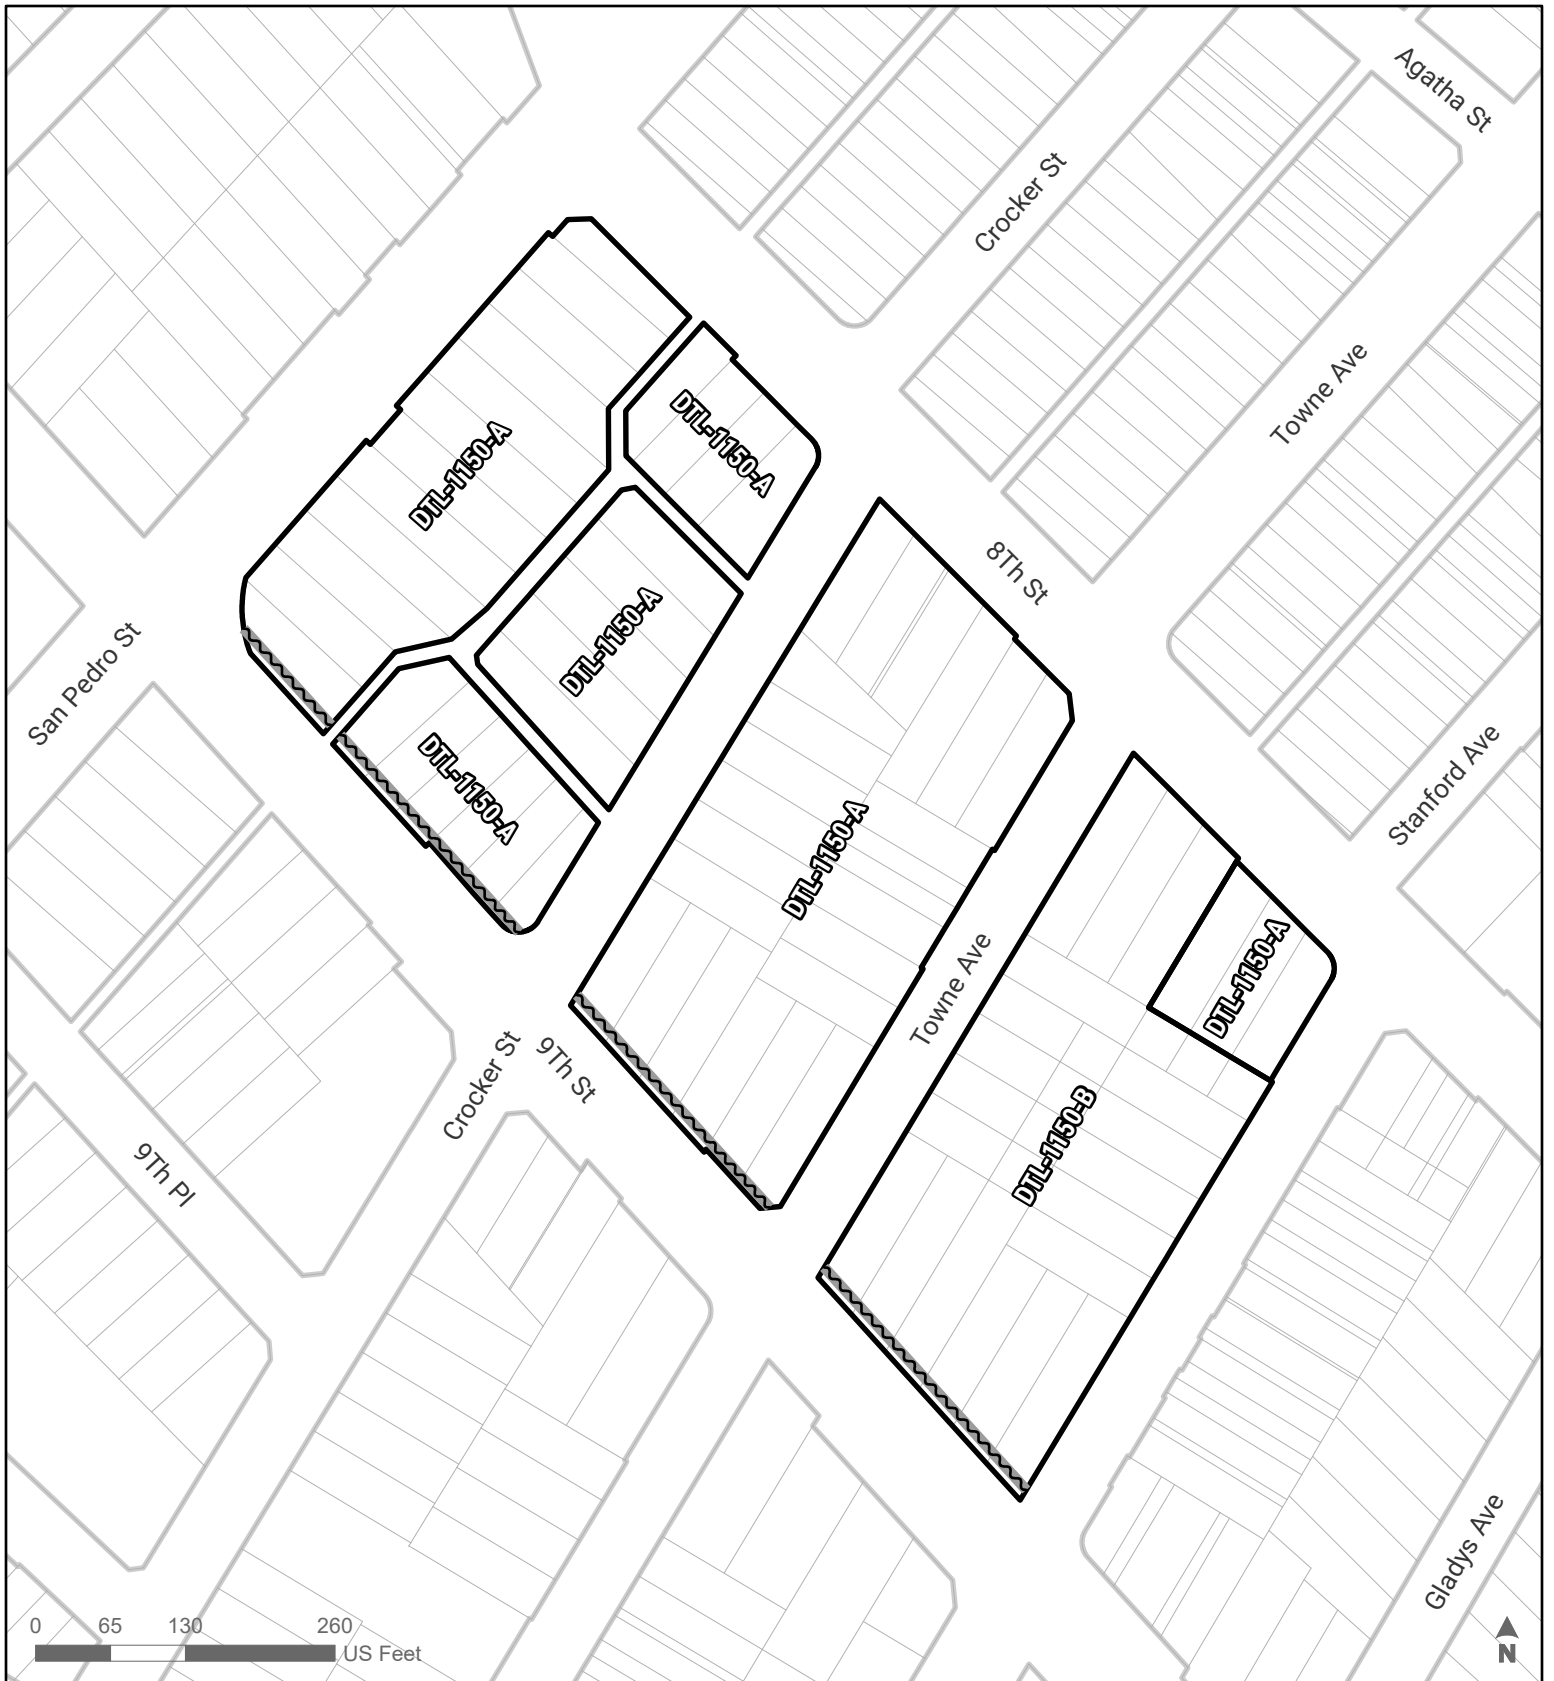 Agatha St
Crocker St
Towne Ave
DTL-1150-A
DTL-1150-A
8Th St
DTL-1150-A
San Pedro St
DTL-1150-A
Stanford Ave
DTL-1150-A
DTL-1150-A
Towne Ave
Crocker St
9Th St
DTL-1150-B
9Th Pl
Gladys Ave
0 65 130 260
US Feet
N